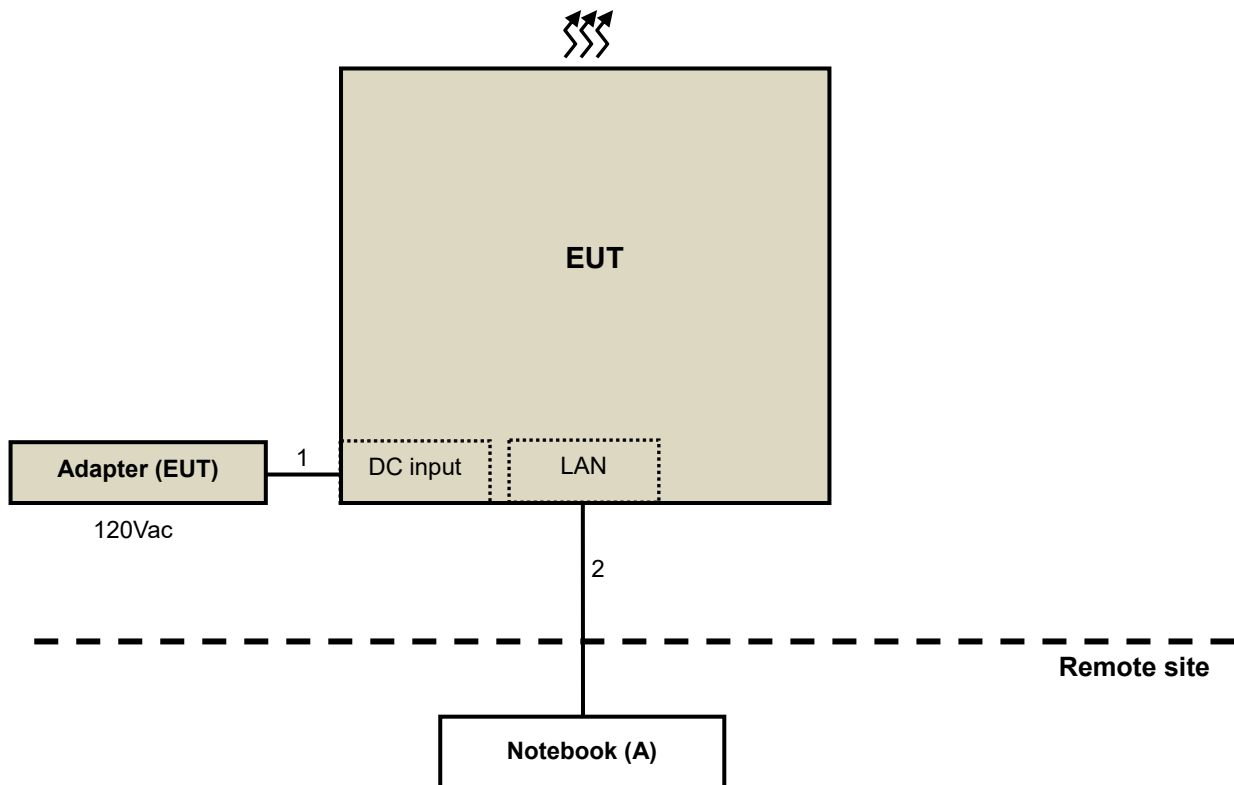 EUT
Adapter (EUT)
1
DC input
LAN
120Vac
2
Remote site
Notebook (A)